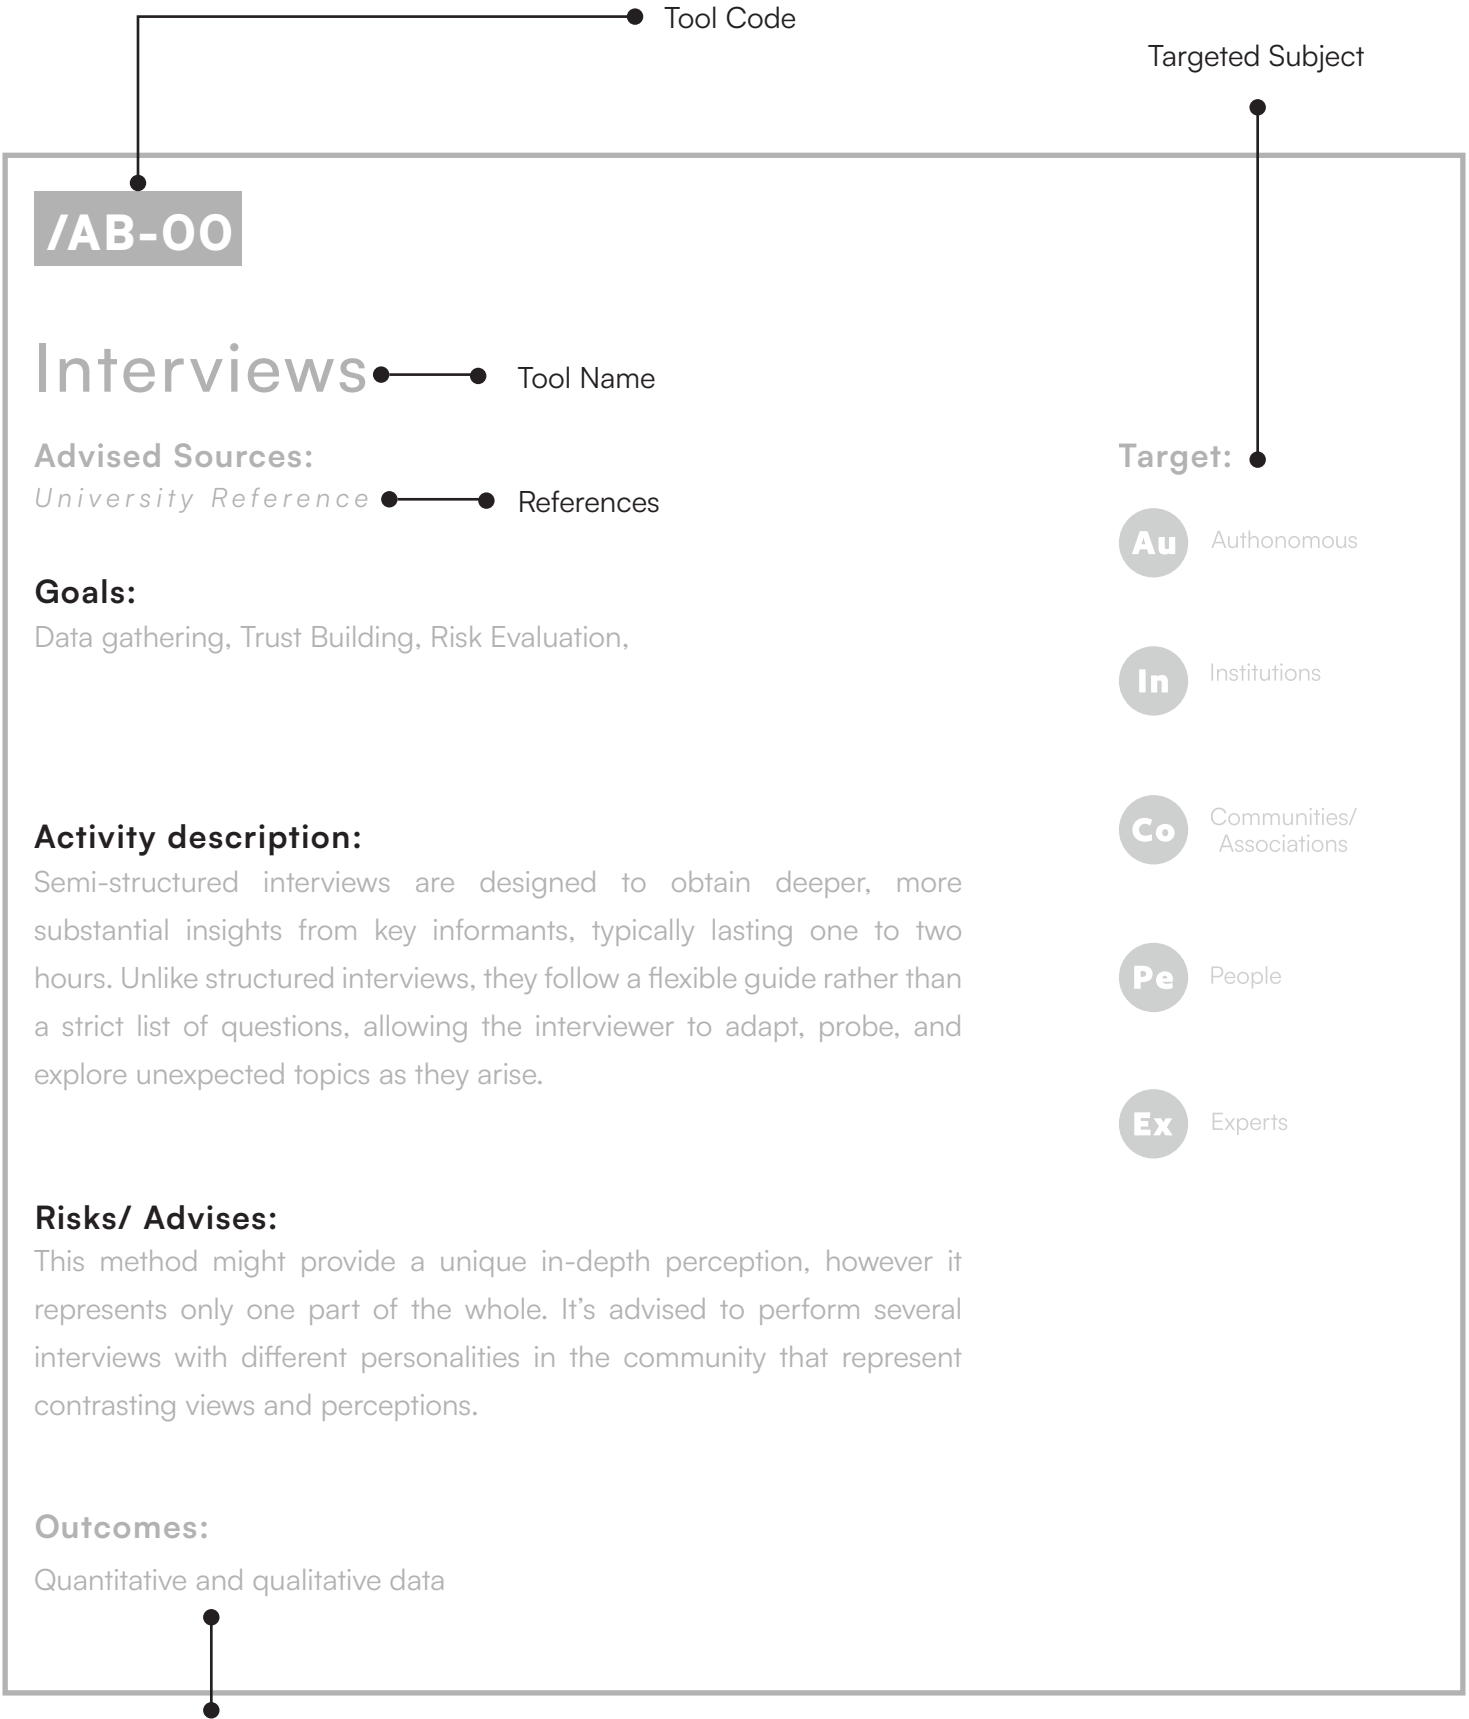 Tool Code
Targeted Subject
/AB-00
Interviews
Tool Name
Advised Sources:
University Reference
References
Goals:
Data gathering, Trust Building, Risk Evaluation,
Activity description:
Semi-structured interviews are designed to obtain deeper, more
substantial insights from key informants, typically lasting one to two
hours. Unlike structured interviews, they follow a flexible guide rather than
a strict list of questions, allowing the interviewer to adapt, probe, and
explore unexpected topics as they arise.
Risks/ Advises:
This method might provide a unique in-depth perception, however it
represents only one part of the whole. It's advised to perform several
interviews with different personalities in the community that represent
contrasting views and perceptions.
Outcomes:
Quantitative and qualitative data
Target:
Au
Authonomous
In
Institutions
Co
Communities/
Associations
Pe
People
Ex
Experts